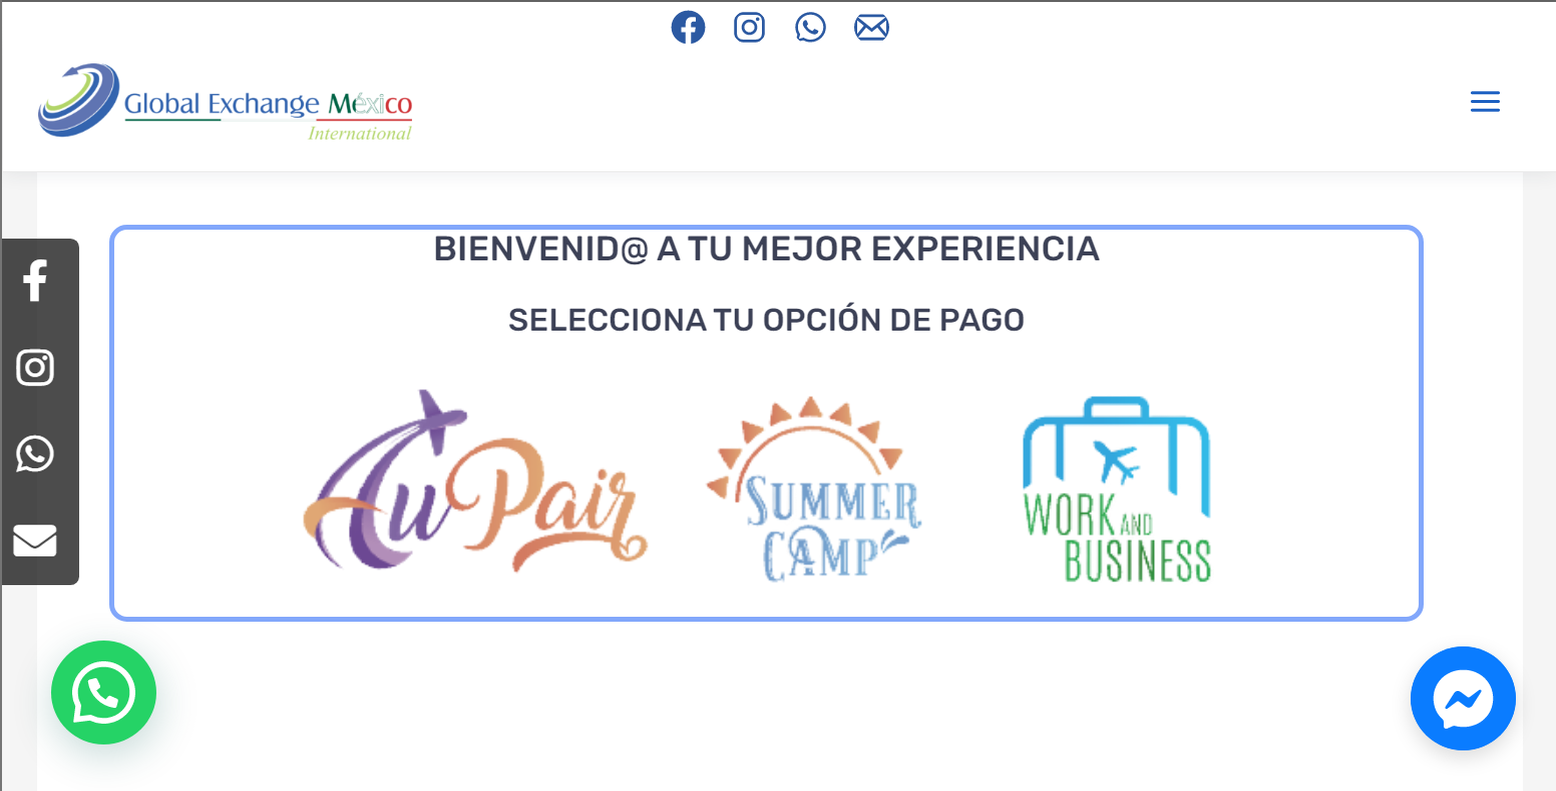 Global Exchange México
International
BIENVENID@ A TU MEJOR EXPERIENCIA
SELECCIONA TU OPCIÓN DE PAGO
Au Pair
SUMMER
CAMP
WORK AND
BUSINESS